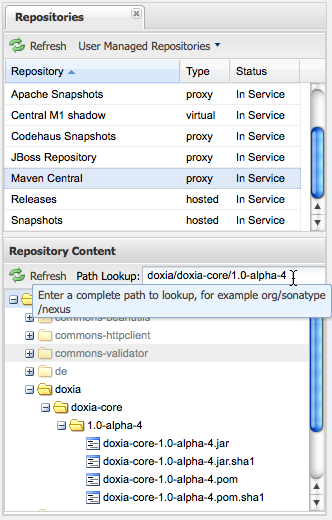 Repositories
Refresh User Managed Repositories
Repository Type Status
Apache Snapshots proxy In Service
Central M1 shadow virtual In Service
Codehaus Snapshots proxy In Service
JBoss Repository proxy In Service
Maven Central proxy In Service
Releases hosted In Service
Snapshots hosted In Service
Repository Content
Refresh Path Lookup: doxia/doxia-core/1.0-alpha-4
Enter a complete path to lookup, for example org/sonatype
/nexus
commons-beanutils
commons-httpclient
commons-validator
de
doxia
doxia-core
1.0-alpha-4
doxia-core-1.0-alpha-4.jar
doxia-core-1.0-alpha-4.jar.sha1
doxia-core-1.0-alpha-4.pom
doxia-core-1.0-alpha-4.pom.sha1